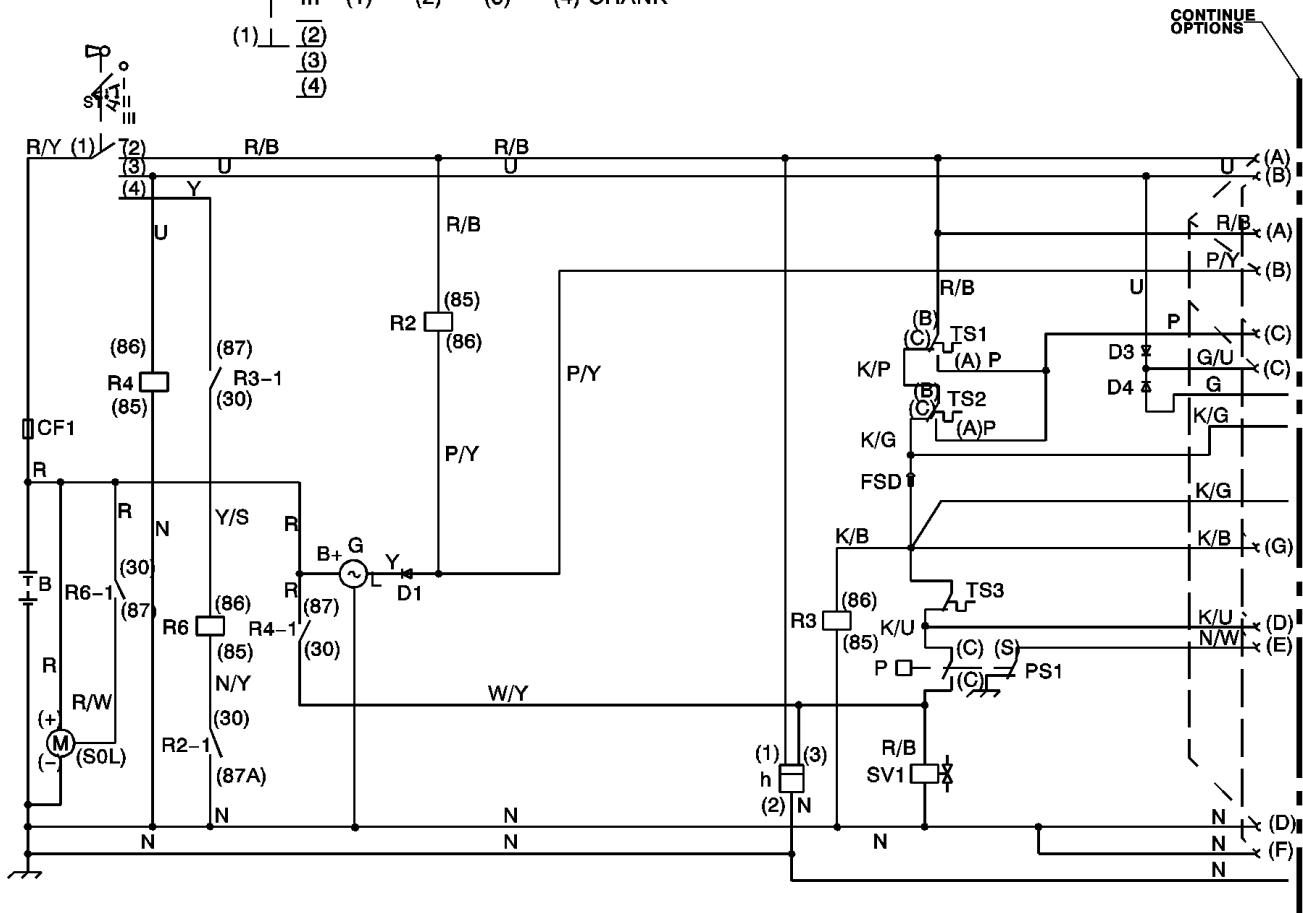 III (1) (2) (3) (4) CRANK
(1) (2)
(3)
(4)
CONTINUE
OPTIONS
O
I
II
III
R/Y (1) (2) R/B R/B (A)
(3) U U U (B)
(4) Y
U R/B R/B (A)
P/Y (B)
R/B U
(85)
R2
(86)
(B)
(C) TS1
(A) P
P (C)
(86) (87)
R4 R3-1
(85) (30)
P/Y
K/P
D3 G/U (C)
D4 G
(B)
(C) TS2
(A)P
K/G
K/G
CF1
R
P/Y
FSD
K/G
R N Y/S R
B+ G Y
L D1
K/B K/B (G)
B
R6-1 (30)
(87)
R (87)
R4-1
(30)
(86)
R6
(85)
TS3
(86)
R3
(85)
K/U K/U (D)
N/W (E)
(C) (S)
P PS1
(C)
R
R/W
N/Y
W/Y
(30)
R2-1
(87A)
(+)
M
(-)
(SOL)
(1) (3)
h
(2) N
R/B
SV1
N N N (D)
N N N N (F)
N